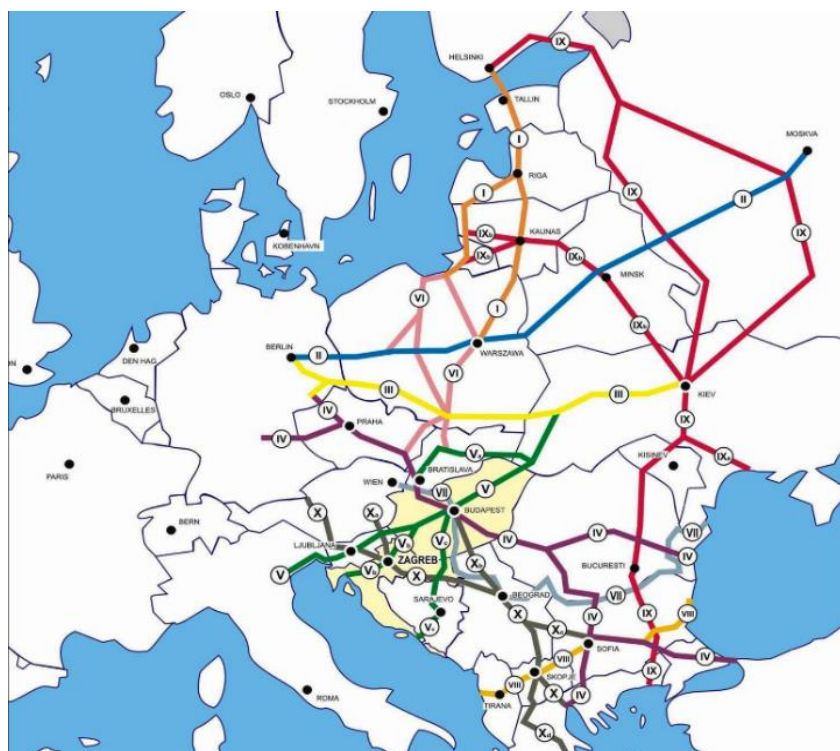 IX
HELSINKI
OSLO
STOCKHOLM
TALLIN
MOSKVA
I
RIGA
I
IX
II
KOBENHAVN
IXb
KAUNAS
IX
IXb
IXb
MINSK
VI
I
IXb
DEN HAG
BERLIN
II
WARSZAWA
VI
KIEV
BRUXELLES
III
III
IV
PRAHA
IX
IV
PARIS
Va
KISINEV
IXa
BRATISLAVA
WIEN
VII
V
X
Xa
BUDAPEST
BERN
IV
IV
VII
LJUBLJANA
Vb
Vc
IV
ZAGREB
Xb
BUCURESTI
V
Vb
X
SARAJEVO
BEOGRAD
VII
X
IX
VIII
Vc
Xc
IV
SOFIA
VIII
IV
SKOPJE
IX
ROMA
TIRANA
VIII
X
IV
Xd